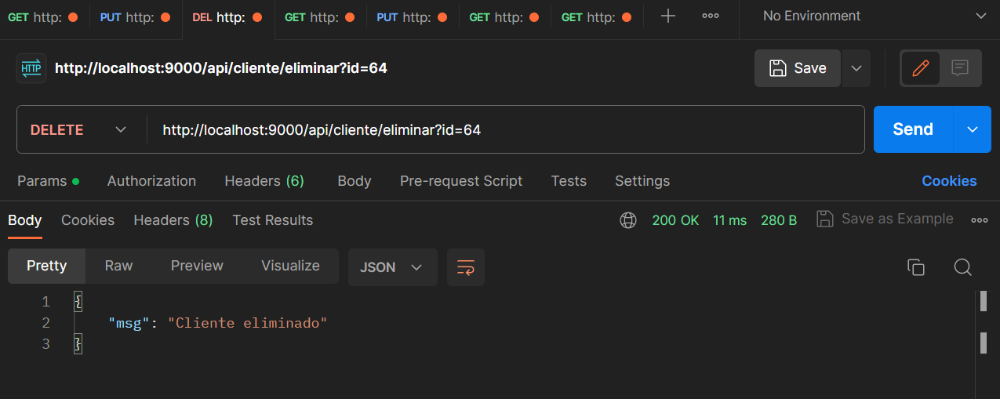 GET http: PUT http: DEL http: GET http: PUT http: GET http: GET http: No Environment
HTTP http://localhost:9000/api/cliente/eliminar?id=64 Save
DELETE http://localhost:9000/api/cliente/eliminar?id=64 Send
Params Authorization Headers (6) Body Pre-request Script Tests Settings Cookies
Body Cookies Headers (8) Test Results 200 OK 11 ms 280 B Save as Example
Pretty Raw Preview Visualize JSON
1 {
2 "msg": "Cliente eliminado"
3 }